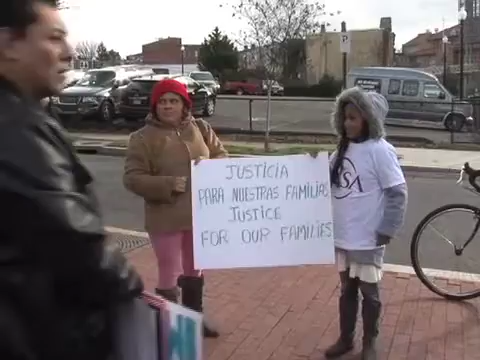 JUSTICIA
PARA NUESTRAS FAMILIAS
JUSTICE
FOR OUR FAMILIES